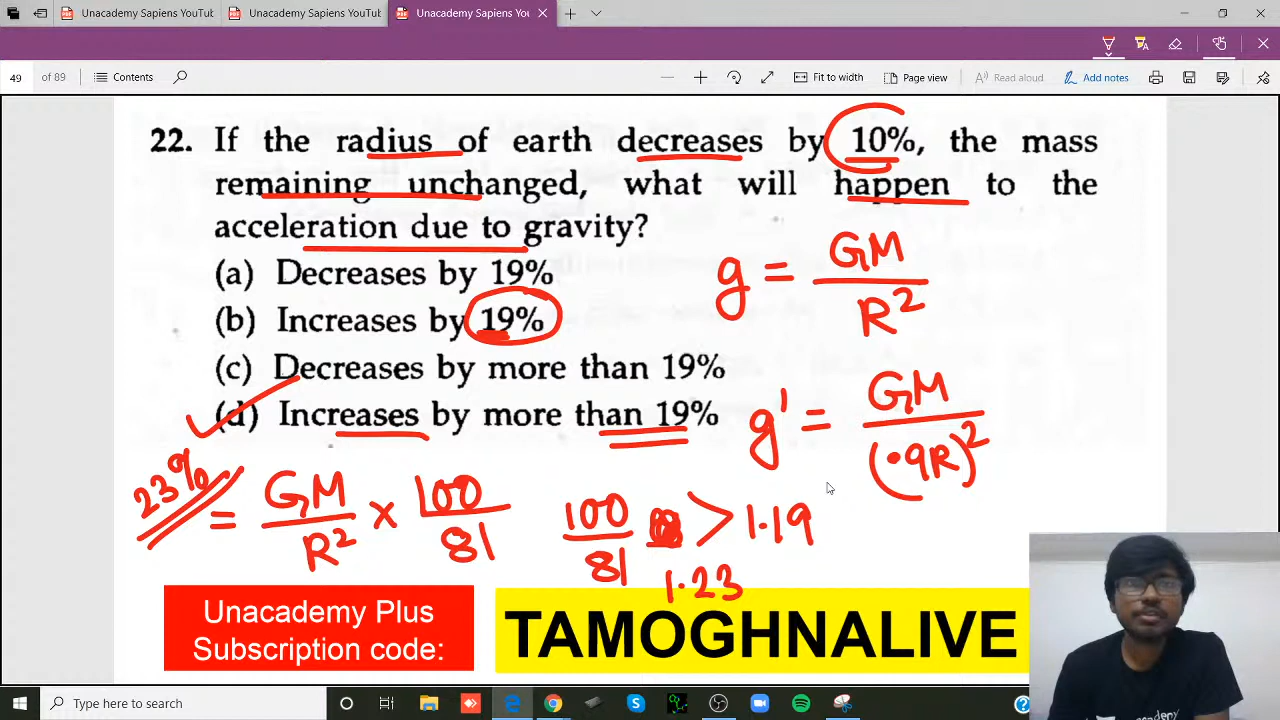 Unacademy Sapiens YouTut
Unacademy Sapiens YouTut
Unacademy Sapiens YouTut
49 of 89
Contents
Fit to width
Page view
Read aloud
Add notes
22. If the radius of earth decreases by 10%, the mass
remaining unchanged, what will happen to the
acceleration due to gravity?
(a) Decreases by 19%
(b) Increases by 19%
(c) Decreases by more than 19%
(d) Increases by more than 19%
g = GM
R²
g' = GM
(.9R)²
23%
= GM × 100
R² 81
100 > 1.19
81
1.23
Unacademy Plus
Subscription code:
TAMOGHNALIVE
Type here to search
unacademy